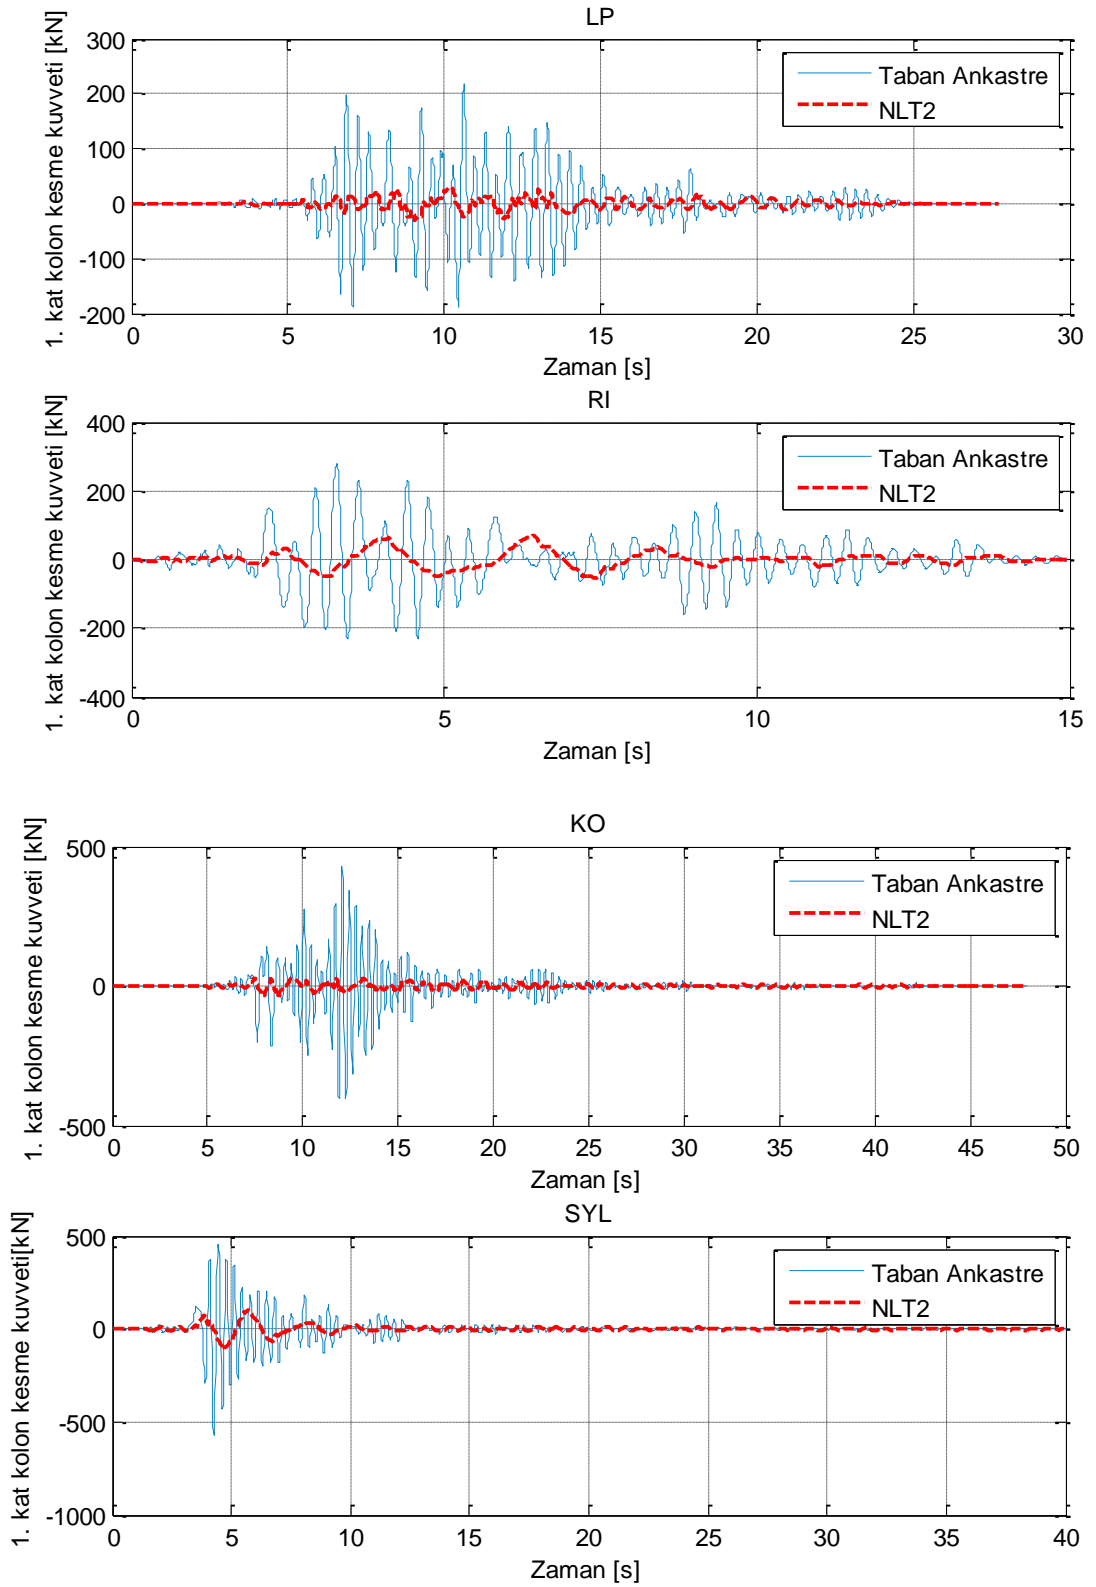 LP
1. kat kolon kesme kuvveti [kN]
300
200
100
0
-100
-200
Taban Ankastre
NLT2
0 5 10 15 20 25 30
Zaman [s]
RI
1. kat kolon kesme kuvveti [kN]
400
200
0
-200
-400
Taban Ankastre
NLT2
0 5 10 15
Zaman [s]
KO
1. kat kolon kesme kuvveti [kN]
500
0
-500
Taban Ankastre
NLT2
0 5 10 15 20 25 30 35 40 45 50
Zaman [s]
SYL
1. kat kolon kesme kuvveti[kN]
500
0
-500
-1000
Taban Ankastre
NLT2
0 5 10 15 20 25 30 35 40
Zaman [s]